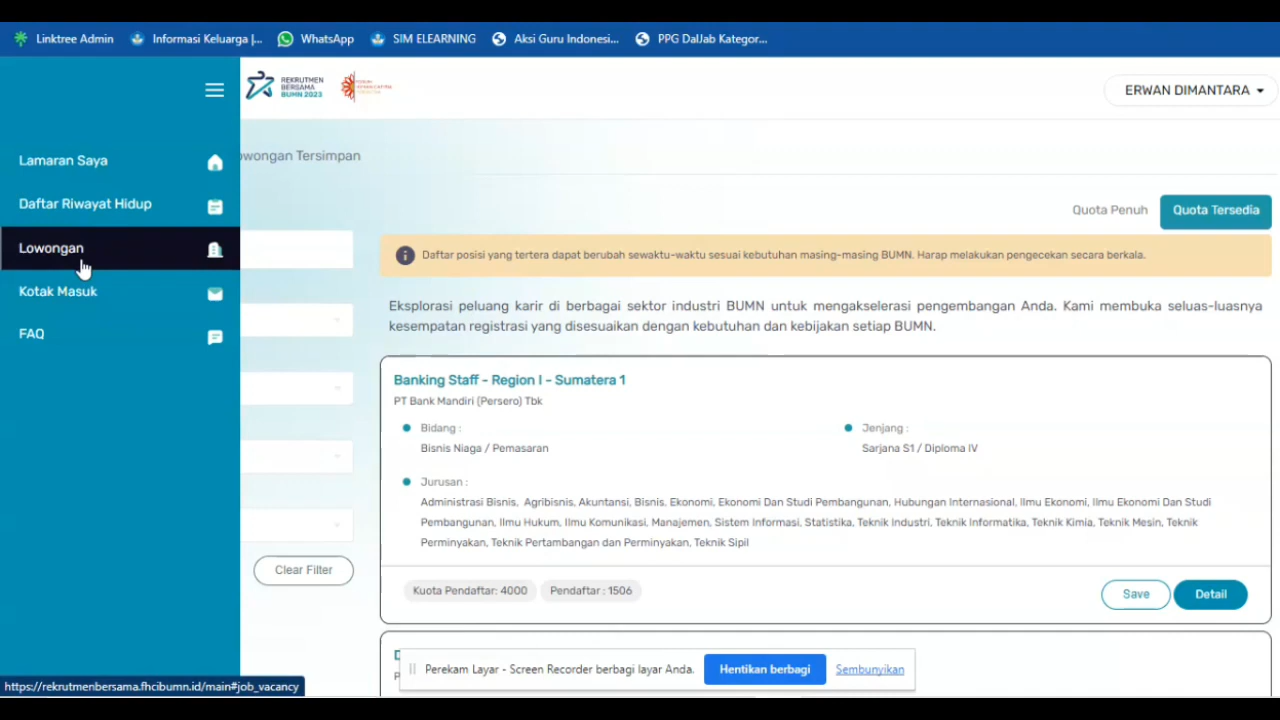 Linktree Admin
Informasi Keluarga |...
WhatsApp
SIM ELEARNING
Aksi Guru Indonesi...
PPG DalJab Kategor...
REKRUTMEN
BERSAMA
BUMN 2023
ERWAN DIMANTARA
Lamaran Saya
Daftar Riwayat Hidup
Lowongan
Kotak Masuk
FAQ
owongan Tersimpan
Quota Penuh
Quota Tersedia
Daftar posisi yang tertera dapat berubah sewaktu-waktu sesuai kebutuhan masing-masing BUMN. Harap melakukan pengecekan secara berkala.
Eksplorasi peluang karir di berbagai sektor industri BUMN untuk mengakselerasi pengembangan Anda. Kami membuka seluas-luasnya
kesempatan registrasi yang disesuaikan dengan kebutuhan dan kebijakan setiap BUMN.
Banking Staff - Region I - Sumatera 1
PT Bank Mandiri (Persero) Tbk
Bidang :
Bisnis Niaga / Pemasaran
Jenjang :
Sarjana S1 / Diploma IV
Jurusan :
Administrasi Bisnis, Agribisnis, Akuntansi, Bisnis, Ekonomi, Ekonomi Dan Studi Pembangunan, Hubungan Internasional, Ilmu Ekonomi, Ilmu Ekonomi Dan Studi
Pembangunan, Ilmu Hukum, Ilmu Komunikasi, Manajemen, Sistem Informasi, Statistika, Teknik Industri, Teknik Informatika, Teknik Kimia, Teknik Mesin, Teknik
Perminyakan, Teknik Pertambangan dan Perminyakan, Teknik Sipil
Clear Filter
Kuota Pendaftar: 4000
Pendaftar : 1506
Save
Detail
Perekam Layar - Screen Recorder berbagi layar Anda.
Hentikan berbagi
Sembunyikan
https://rekrutmenbersama.fhcibumn.id/main#job_vacancy